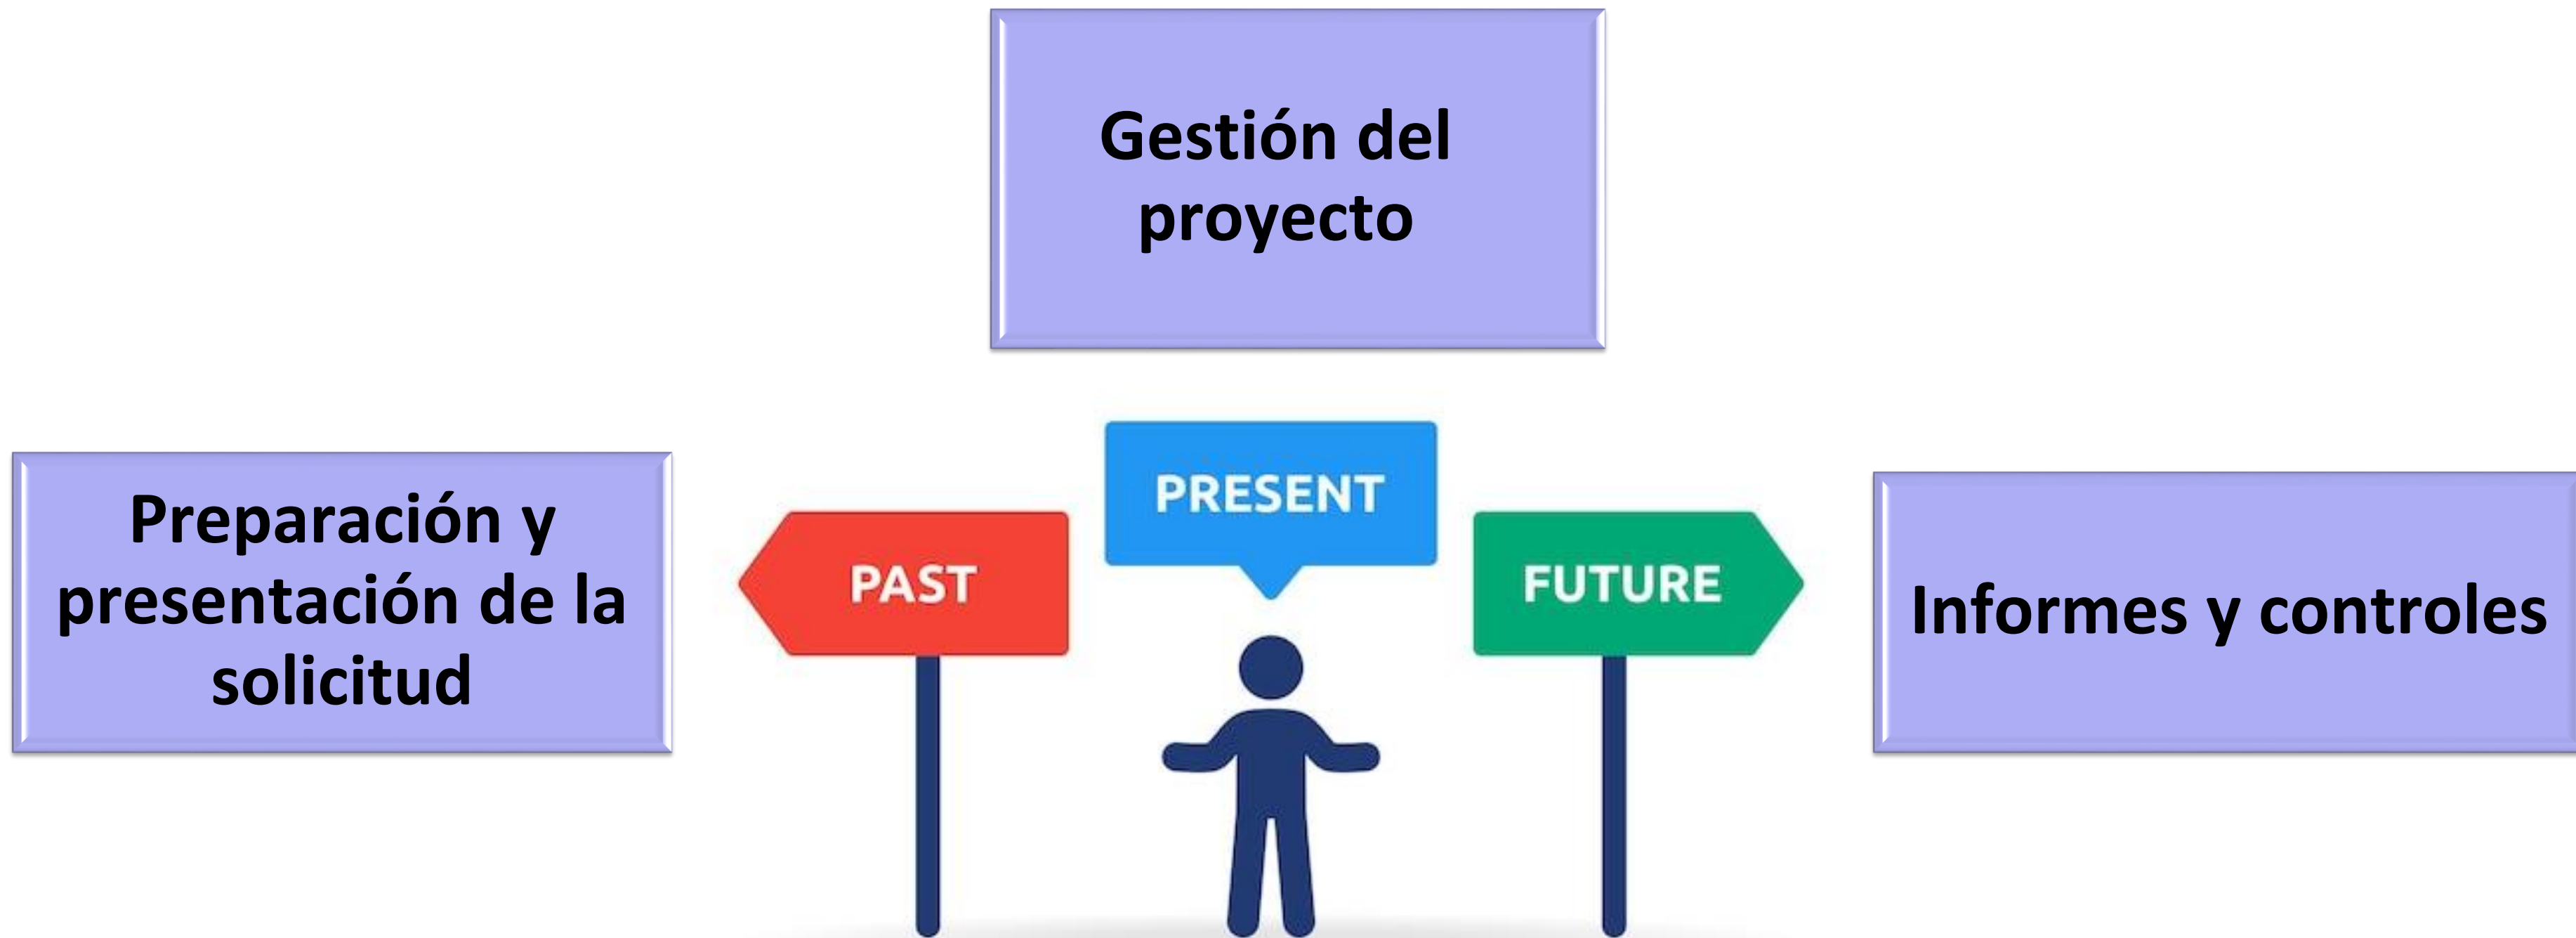 Gestión del
proyecto
Preparación y
presentación de la
solicitud
PAST
PRESENT
FUTURE
Informes y controles